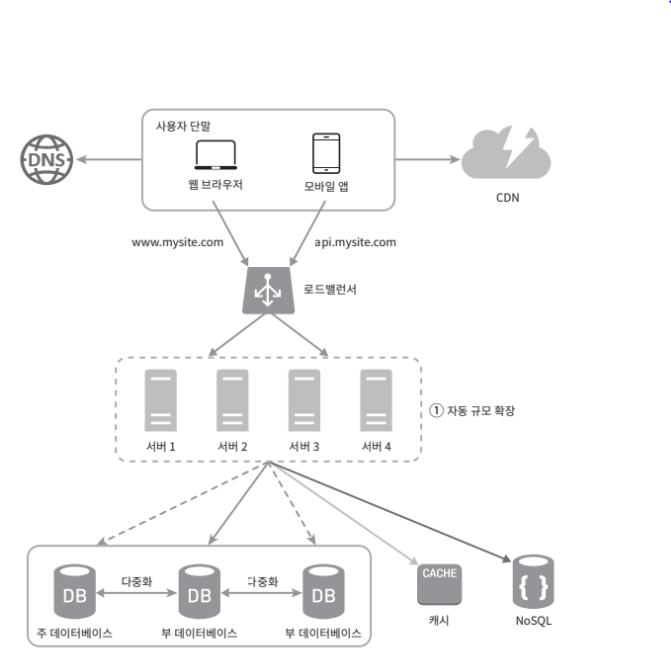 사용자 단말
DNS
웹 브라우저
모바일 앱
CDN
www.mysite.com
api.mysite.com
로드밸런서
① 자동 규모 확장
서버 1
서버 2
서버 3
서버 4
다중화
다중화
DB
DB
DB
주 데이터베이스
부 데이터베이스
부 데이터베이스
CACHE
캐시
{ }
NoSQL